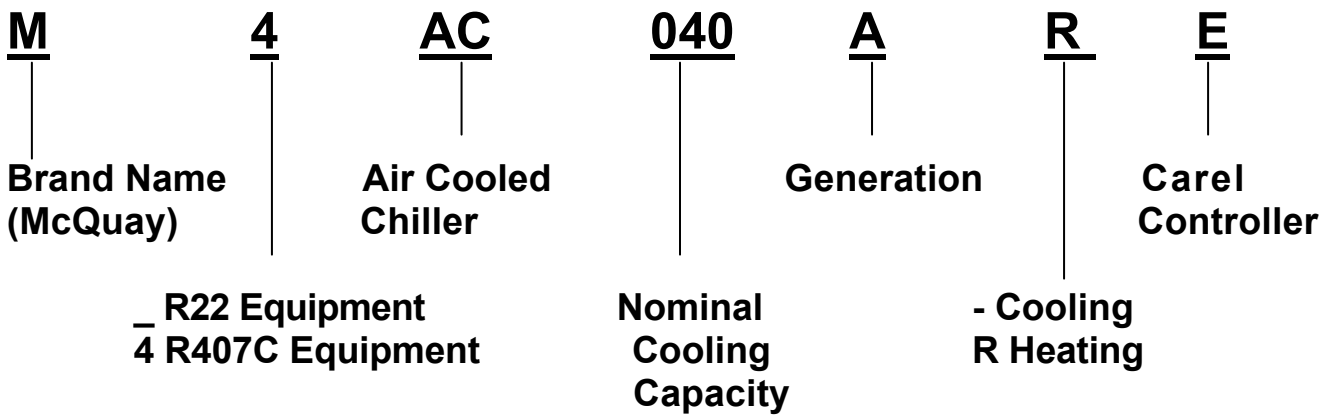 M 4 AC 040 A R E
Brand Name Air Cooled Generation Carel
(McQuay) Chiller Controller
_ R22 Equipment Nominal - Cooling
4 R407C Equipment Cooling R Heating
Capacity